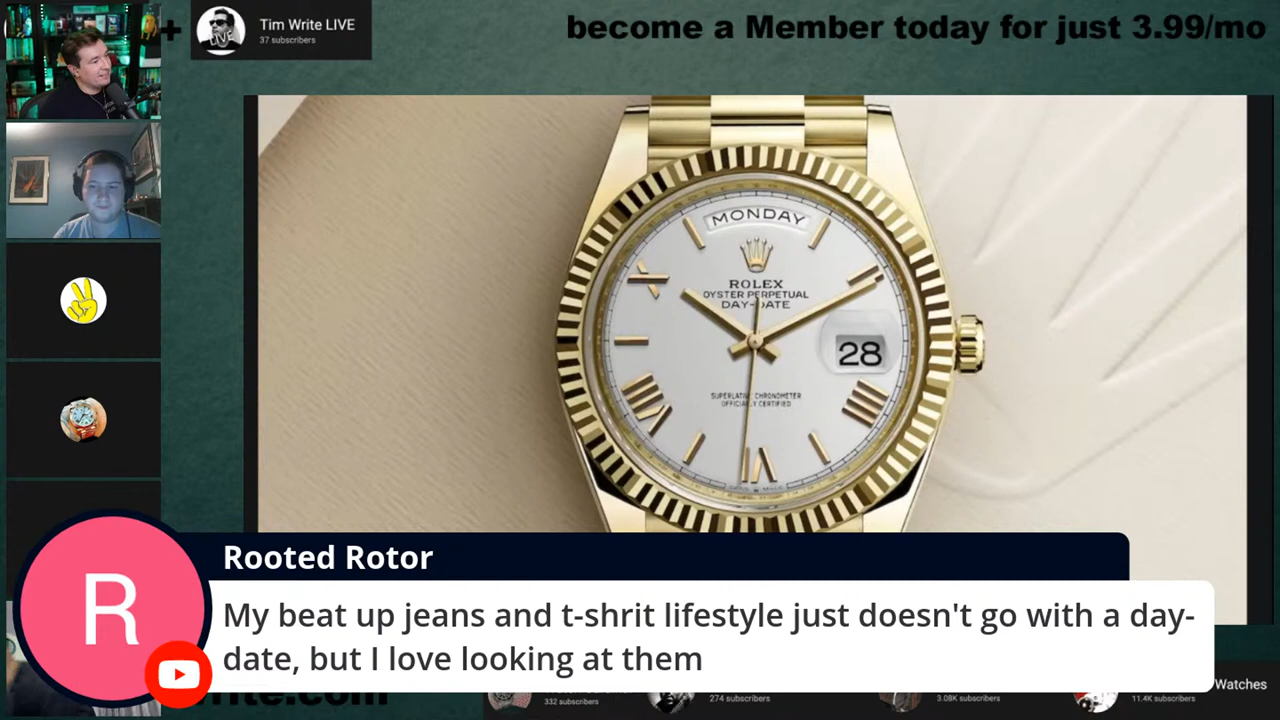 Tim Write LIVE
37 subscribers
become a Member today for just 3.99/mo
MONDAY
ROLEX
OYSTER PERPETUAL
DAY-DATE
28
SUPERLATIVE CHRONOMETER
OFFICIALLY CERTIFIED
Rooted Rotor
My beat up jeans and t-shrit lifestyle just doesn't go with a day-
date, but I love looking at them
R
332 subscribers
274 subscribers
3.08K subscribers
11.4K subscribers
Watches